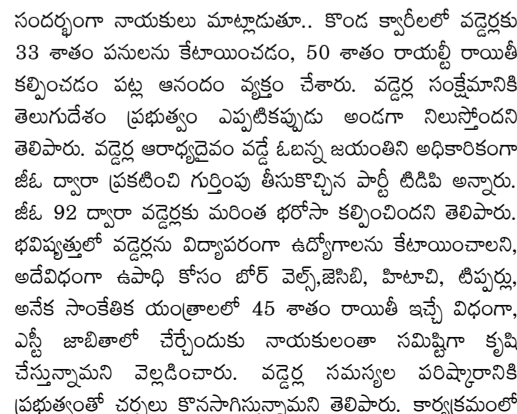 సందర్భంగా నాయకులు మాట్లాడుతూ.. కొండ క్వారీలలో వడ్డెర్లకు
33 శాతం పనులను కేటాయించడం, 50 శాతం రాయల్టీ రాయితీ
కల్పించడం పట్ల ఆనందం వ్యక్తం చేశారు. వడ్డెర్ల సంక్షేమానికి
తెలుగుదేశం ప్రభుత్వం ఎప్పటికప్పుడు అండగా నిలుస్తోందని
తెలిపారు. వడ్డెర్ల ఆరాధ్యదైవం వడ్డే ఓబన్న జయంతిని అధికారికంగా
జీఓ ద్వారా ప్రకటించి గుర్తింపు తీసుకొచ్చిన పార్టీ టిడిపి అన్నారు.
జీఓ 92 ద్వారా వడ్డెర్లకు మరింత భరోసా కల్పించిందని తెలిపారు.
భవిష్యత్తులో వడ్డెర్లను విద్యాపరంగా ఉద్యోగాలను కేటాయించాలని,
అదేవిధంగా ఉపాధి కోసం బోర్ వెల్స్,జెసిబి, హిటాచి, టిప్పర్లు,
అనేక సాంకేతిక యంత్రాలలో 45 శాతం రాయితీ ఇచ్చే విధంగా,
ఎస్టీ జాబితాలో చేర్చేందుకు నాయకులంతా సమిష్టిగా కృషి
చేస్తున్నామని వెల్లడించారు. వడ్డెర్ల సమస్యల పరిష్కారానికి
ప్రభుత్వంతో చర్చలు కొనసాగిస్తున్నామని తెలిపారు. కార్యక్రమంలో